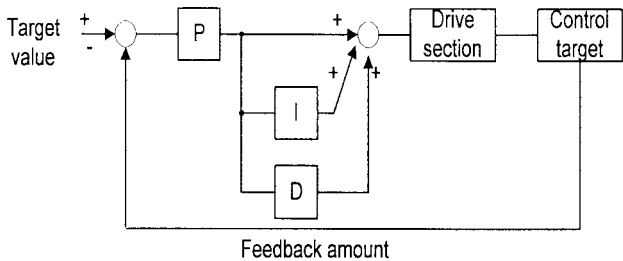 Target
value
+
-
P
+
+
+
Drive
section
Control
target
I
D
Feedback amount